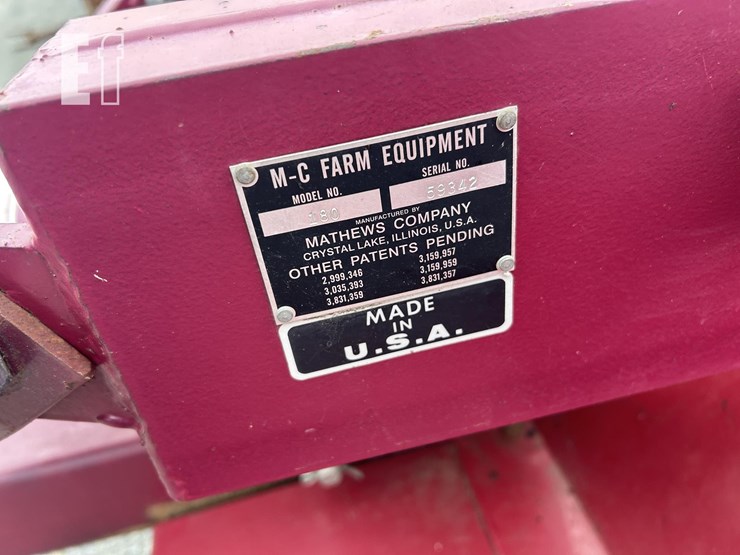 Ef
M-C FARM EQUIPMENT
MODEL NO. SERIAL NO.
180 59342
MANUFACTURED BY
MATHEWS COMPANY
CRYSTAL LAKE, ILLINOIS, U.S.A.
OTHER PATENTS PENDING
2,999,346 3,159,957
3,035,393 3,159,959
3,831,359 3,831,357
MADE
IN
U.S.A.